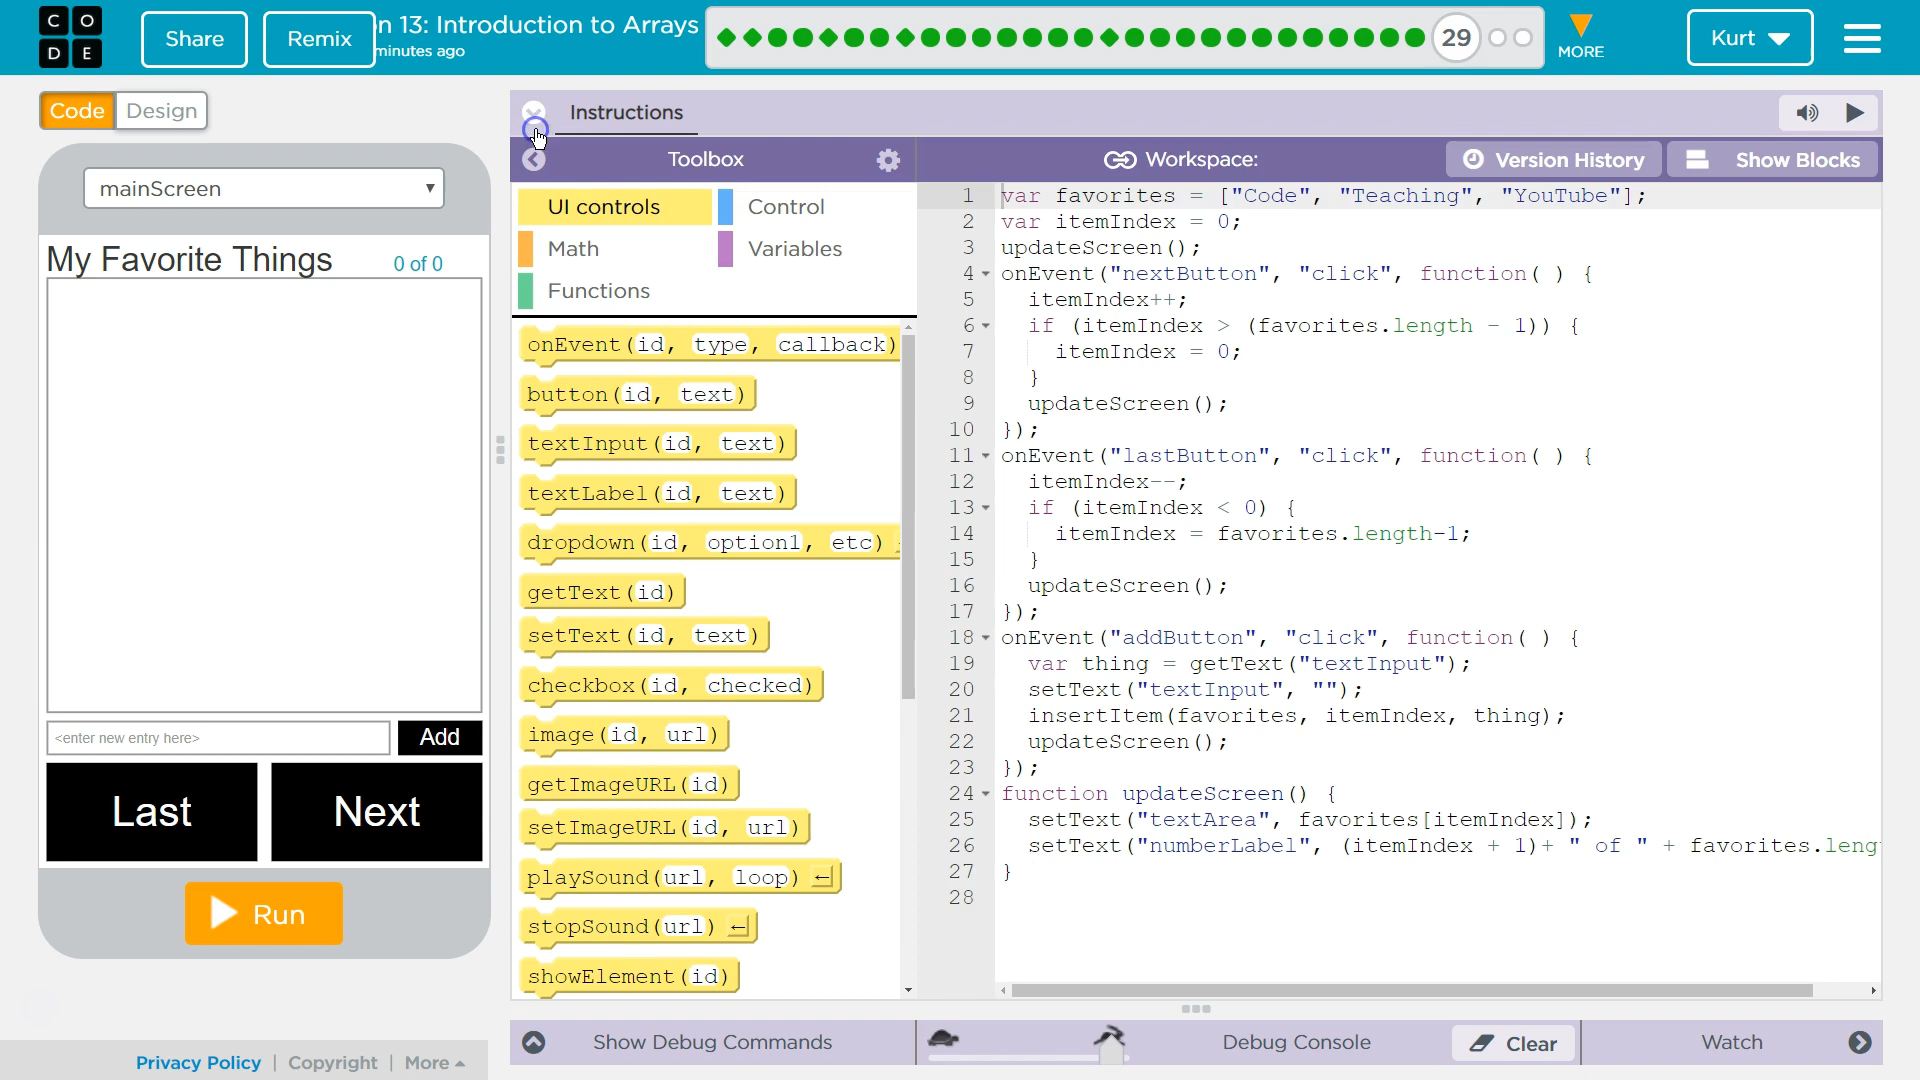 C O
D E
Share
Remix
n 13: Introduction to Arrays
minutes ago
29
MORE
Kurt
Code
Design
Instructions
mainScreen
Toolbox
Workspace:
Version History
Show Blocks
My Favorite Things
0 of 0
<enter new entry here>
Add
Last
Next
Run
UI controls
Control
Math
Variables
Functions
onEvent(id, type, callback)
button(id, text)
textInput(id, text)
textLabel(id, text)
dropdown(id, option1, etc)
getText(id)
setText(id, text)
checkbox(id, checked)
image(id, url)
getImageURL(id)
setImageURL(id, url)
playSound(url, loop) ←
stopSound(url) ←
showElement(id)
1 var favorites = ["Code", "Teaching", "YouTube"];
2 var itemIndex = 0;
3 updateScreen();
4 onEvent("nextButton", "click", function( ) {
5 itemIndex++;
6 if (itemIndex > (favorites.length - 1)) {
7 itemIndex = 0;
8 }
9 updateScreen();
10 });
11 onEvent("lastButton", "click", function( ) {
12 itemIndex--;
13 if (itemIndex < 0) {
14 itemIndex = favorites.length-1;
15 }
16 updateScreen();
17 });
18 onEvent("addButton", "click", function( ) {
19 var thing = getText("textInput");
20 setText("textInput", "");
21 insertItem(favorites, itemIndex, thing);
22 updateScreen();
23 });
24 function updateScreen() {
25 setText("textArea", favorites[itemIndex]);
26 setText("numberLabel", (itemIndex + 1)+ " of " + favorites.leng
27 }
28
Show Debug Commands
Debug Console
Clear
Watch
Privacy Policy | Copyright | More